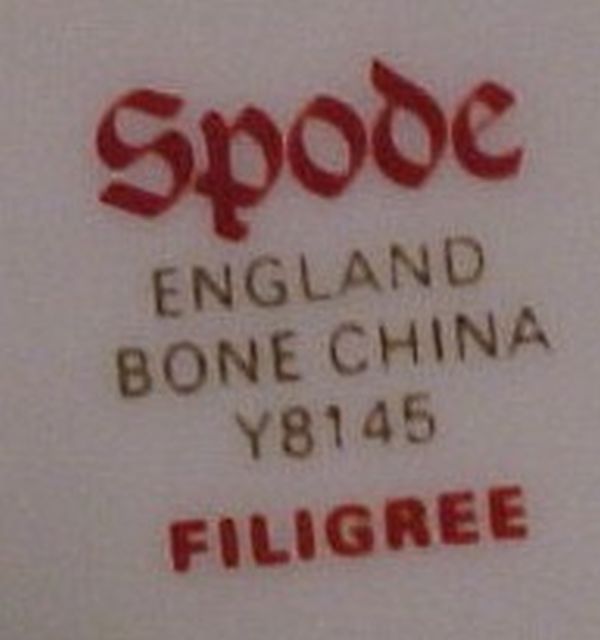 Spode
ENGLAND
BONE CHINA
Y8145
FILIGREE